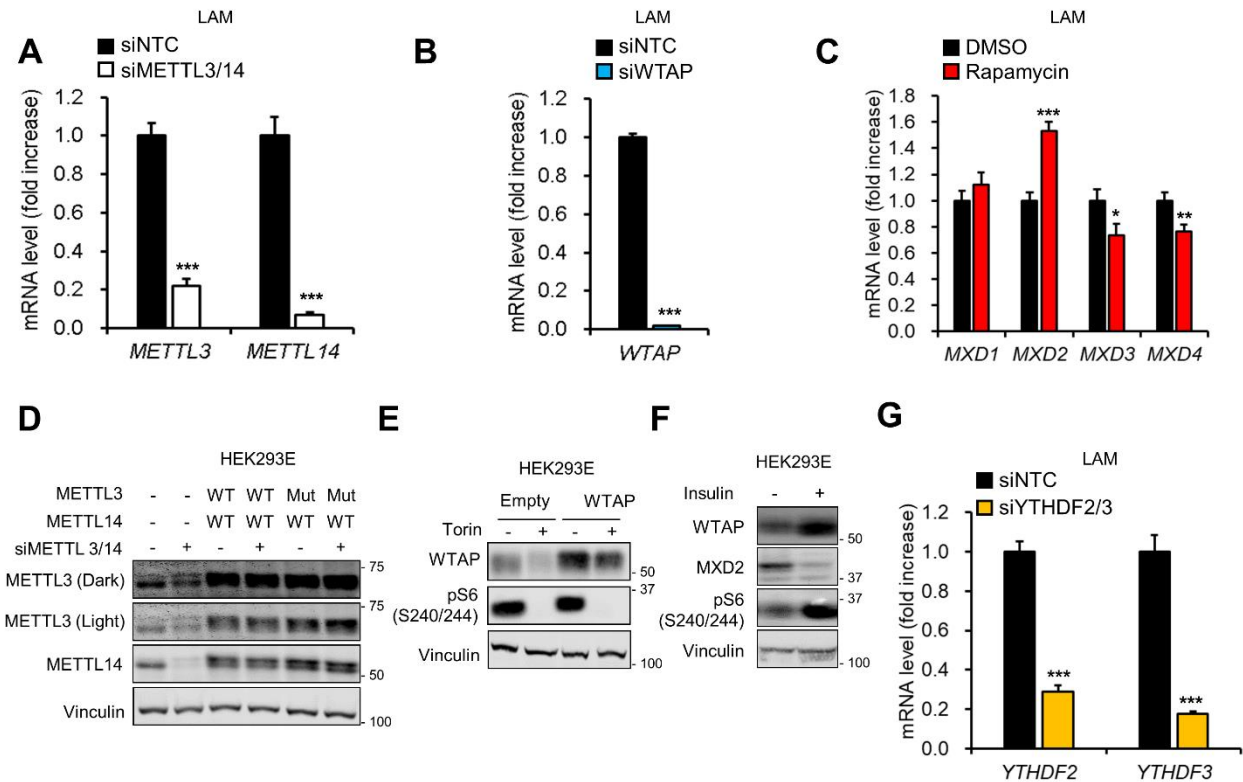 A
LAM
siNTC
siMETTL3/14
mRNA level (fold increase)
1.2
1.0
0.8
0.6
0.4
0.2
0.0
***
***
METTL3
METTL14
B
LAM
siNTC
siWTAP
mRNA level (fold increase)
1.2
1.0
0.8
0.6
0.4
0.2
0.0
***
WTAP
C
LAM
DMSO
Rapamycin
mRNA level (fold increase)
1.8
1.6
1.4
1.2
1.0
0.8
0.6
0.4
0.2
0.0
***
*
**
MXD1
MXD2
MXD3
MXD4
D
HEK293E
METTL3 - - WT WT Mut Mut
METTL14 - - WT WT WT WT
siMETTL 3/14 - + - + - +
METTL3 (Dark)
- 75
METTL3 (Light)
- 75
METTL14
- 50
Vinculin
- 100
E
HEK293E
Empty WTAP
Torin - + - +
WTAP
- 50
pS6
(S240/244)
- 37
Vinculin
- 100
F
HEK293E
Insulin - +
WTAP
- 50
MXD2
- 37
pS6
(S240/244)
- 37
Vinculin
- 100
G
LAM
siNTC
siYTHDF2/3
mRNA level (fold increase)
1.2
1.0
0.8
0.6
0.4
0.2
0.0
***
***
YTHDF2
YTHDF3